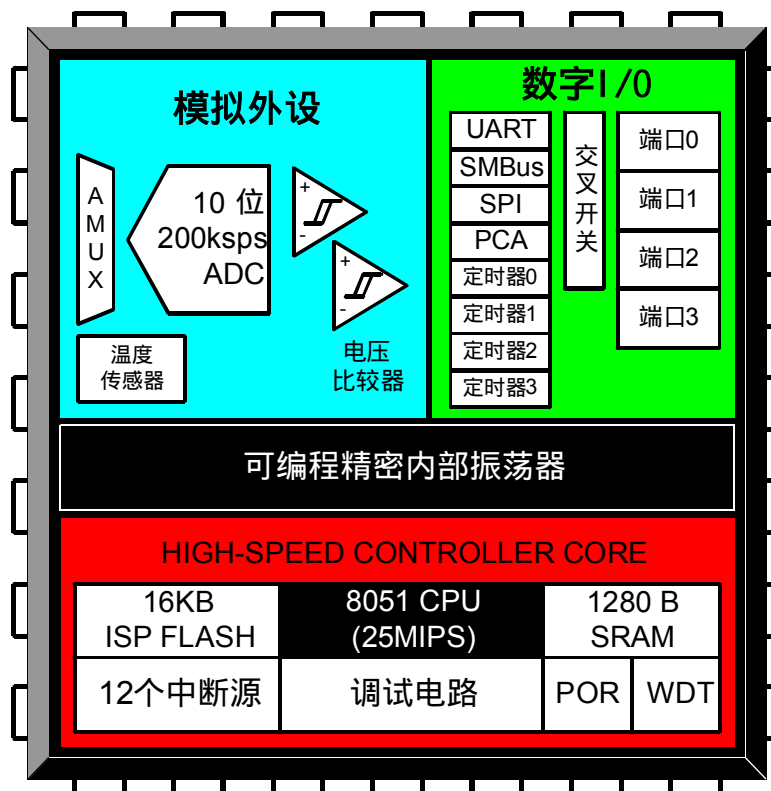 模拟外设
A
M
U
X
10 位
200ksps
ADC
+
-
+
-
温度
传感器
电压
比较器
数字I/0
UART
SMBus
SPI
PCA
定时器0
定时器1
定时器2
定时器3
交
叉
开
关
端口0
端口1
端口2
端口3
可编程精密内部振荡器
HIGH-SPEED CONTROLLER CORE
16KB
ISP FLASH
8051 CPU
(25MIPS)
1280 B
SRAM
12个中断源
调试电路
POR
WDT